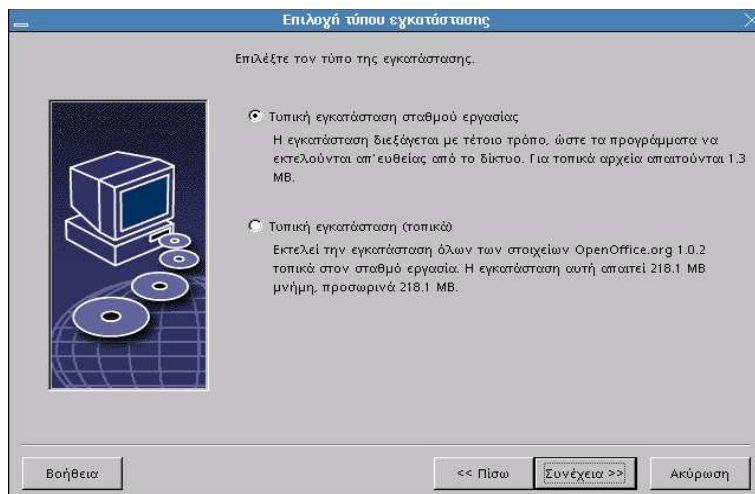 Επιλογή τύπου εγκατάστασης
Επιλέξτε τον τύπο της εγκατάστασης.
Τυπική εγκατάσταση σταθμού εργασίας
Η εγκατάσταση διεξάγεται με τέτοιο τρόπο, ώστε τα προγράμματα να
εκτελούνται απ'ευθείας από το δίκτυο. Για τοπικά αρχεία απαιτούνται 1.3
MB.
Τυπική εγκατάσταση (τοπικά)
Εκτελεί την εγκατάσταση όλων των στοιχείων OpenOffice.org 1.0.2
τοπικά στον σταθμό εργασία. Η εγκατάσταση αυτή απαιτεί 218.1 MB
μνήμη, προσωρινά 218.1 MB.
Βοήθεια
<< Πίσω
Συνέχεια >>
Ακύρωση